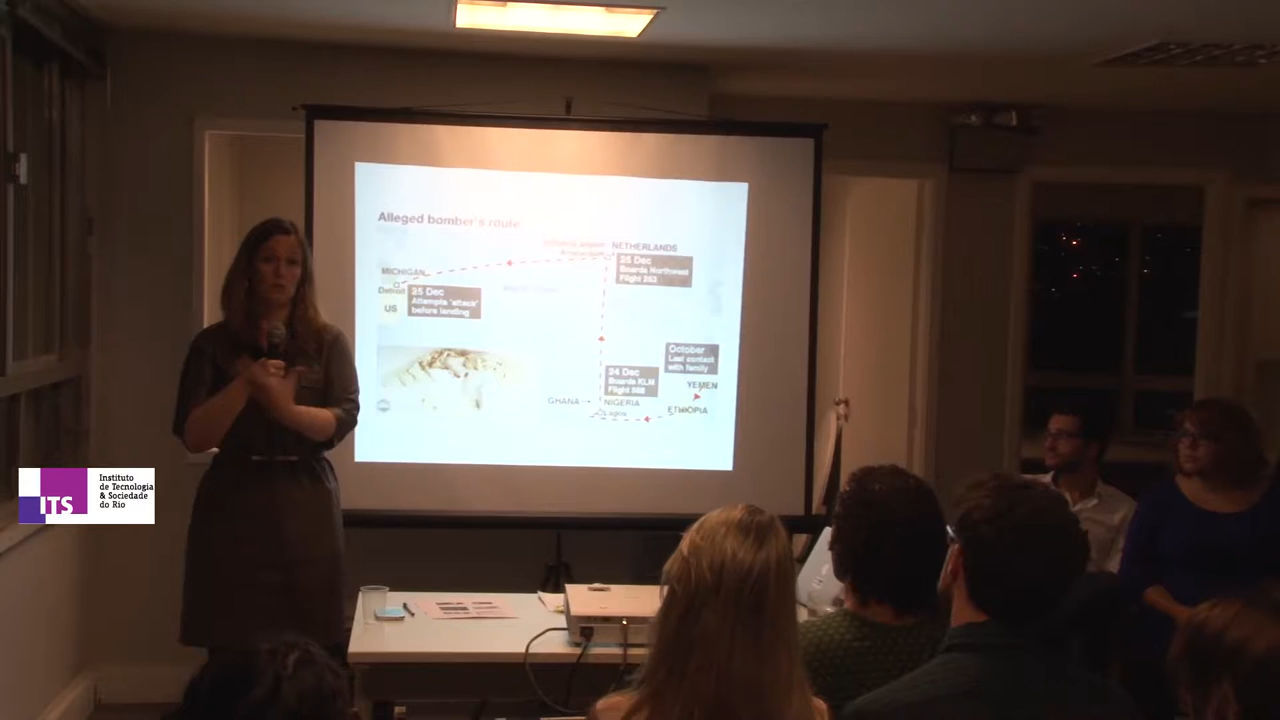 Alleged bomber's route
NETHERLANDS
25 Dec
Boards Northwest
Flight 253
MICHIGAN
Detroit
US
25 Dec
Attempts 'attack'
before landing
October
Last contact
with family
YEMEN
ETHIOPIA
24 Dec
Boards KLM
Flight 588
GHANA
NIGERIA
Lagos
ITS
Instituto
de Tecnologia
& Sociedade
do Rio